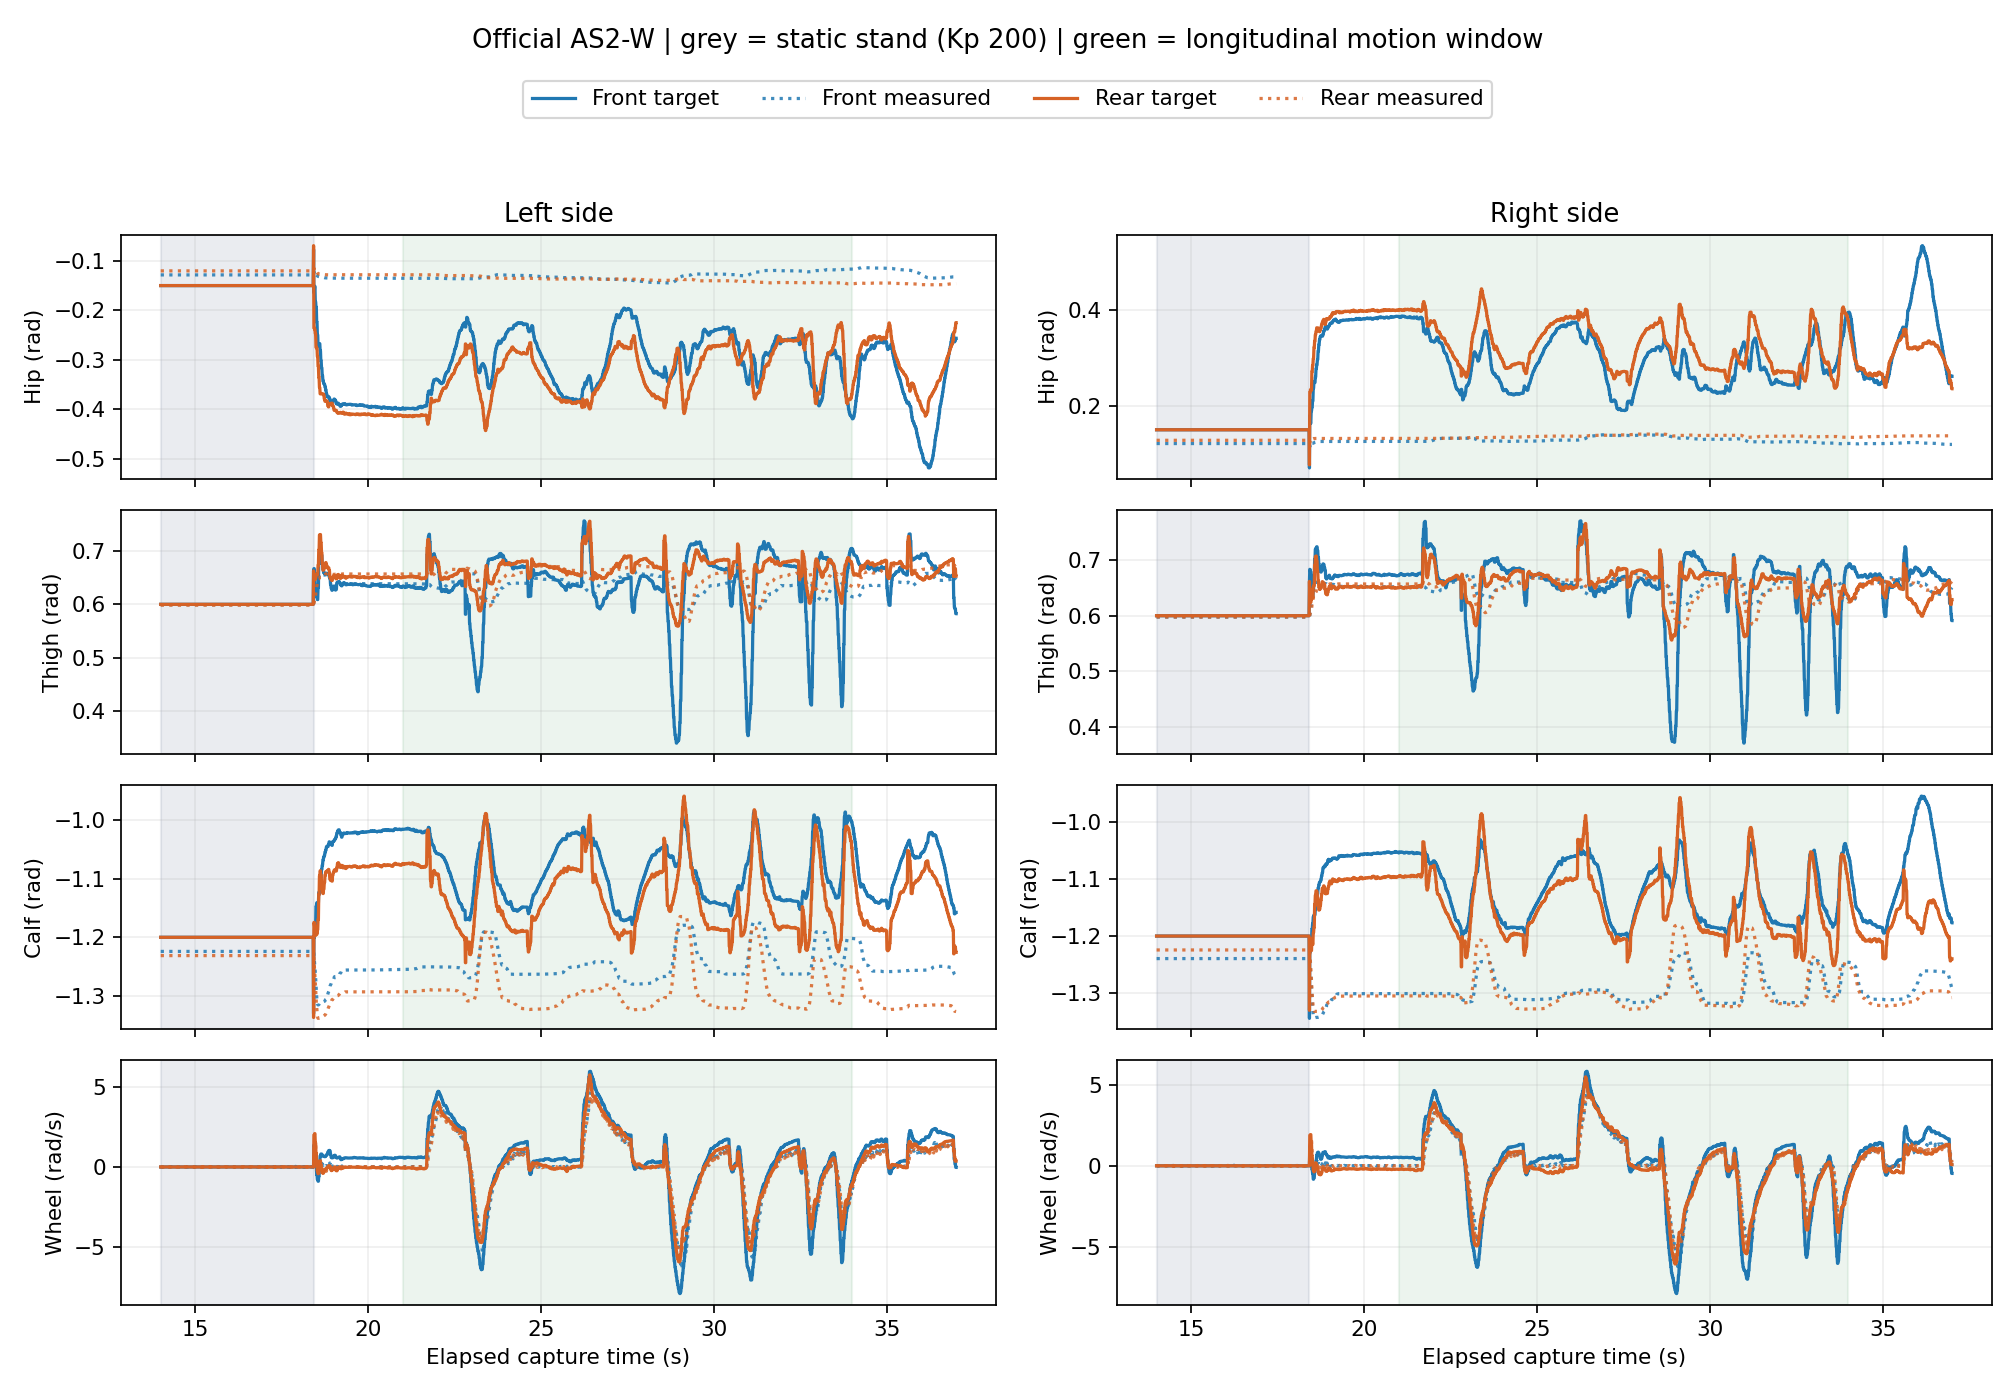 Official AS2-W | grey = static stand (Kp 200) | green = longitudinal motion window
Front target Front measured Rear target Rear measured
Left side
Right side
Hip (rad)
−0.1
−0.2
−0.3
−0.4
−0.5
Hip (rad)
0.4
0.2
Thigh (rad)
0.7
0.6
0.5
0.4
Thigh (rad)
0.7
0.6
0.5
0.4
Calf (rad)
−1.0
−1.1
−1.2
−1.3
Calf (rad)
−1.0
−1.1
−1.2
−1.3
Wheel (rad/s)
5
0
−5
15 20 25 30 35
Elapsed capture time (s)
Wheel (rad/s)
5
0
−5
15 20 25 30 35
Elapsed capture time (s)